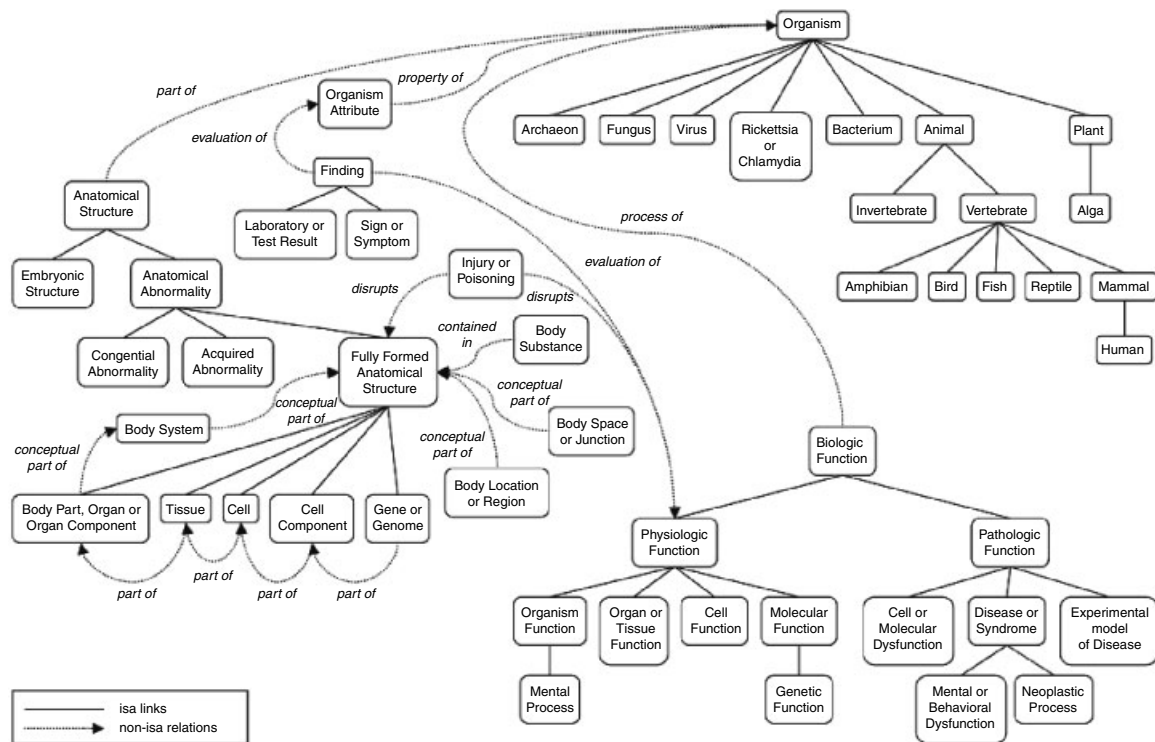 Organism
part of
property of
Organism
Attribute
evaluation of
Archaeon
Fungus
Virus
Rickettsia
or
Chlamydia
Bacterium
Animal
Plant
Finding
Anatomical
Structure
Laboratory or
Test Result
Sign or
Symptom
process of
Invertebrate
Vertebrate
Alga
Embryonic
Structure
Anatomical
Abnormality
Injury or
Poisoning
evaluation of
Amphibian
Bird
Fish
Reptile
Mammal
disrupts
disrupts
Human
Congential
Abnormality
Acquired
Abnormality
Fully Formed
Anatomical
Structure
contained
in
Body
Substance
conceptual
part of
Body System
conceptual
part of
Body Space
or Junction
conceptual
part of
conceptual
part of
Body Location
or Region
Biologic
Function
Body Part, Organ or
Organ Component
Tissue
Cell
Cell
Component
Gene or
Genome
part of
part of
part of
part of
Physiologic
Function
Pathologic
Function
Organism
Function
Organ or
Tissue
Function
Cell
Function
Molecular
Function
Cell or
Molecular
Dysfunction
Disease or
Syndrome
Experimental
model
of Disease
Mental
Process
Genetic
Function
Mental or
Behavioral
Dysfunction
Neoplastic
Process
isa links
non-isa relations